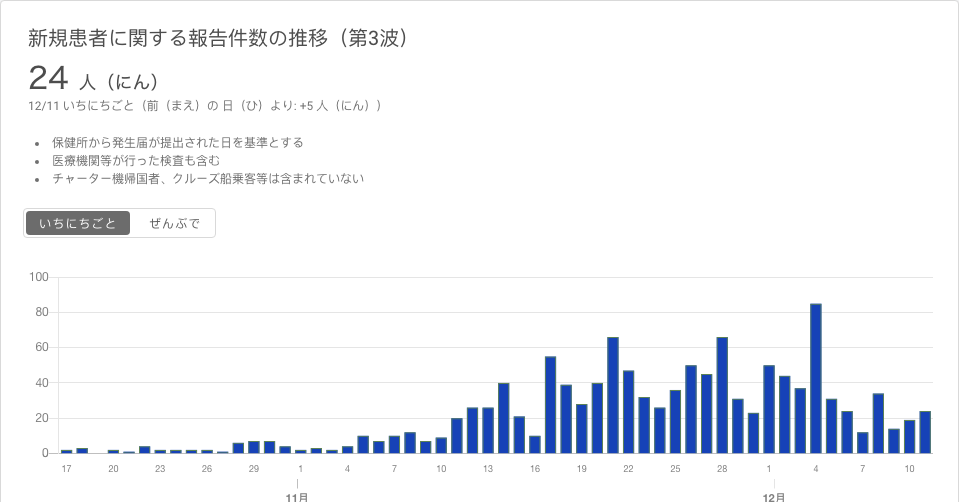 新規患者に関する報告件数の推移（第3波）
24 人（にん）
12/11 いちにちごと（前（まえ）の 日（ひ）より: +5 人（にん））
• 保健所から発生届が提出された日を基準とする
• 医療機関等が行った検査も含む
• チャーター機帰国者、クルーズ船乗客等は含まれていない
いちにちごと ぜんぶで
100
80
60
40
20
0
17 20 23 26 29 1 4 7 10 13 16 19 22 25 28 1 4 7 10
11月 12月